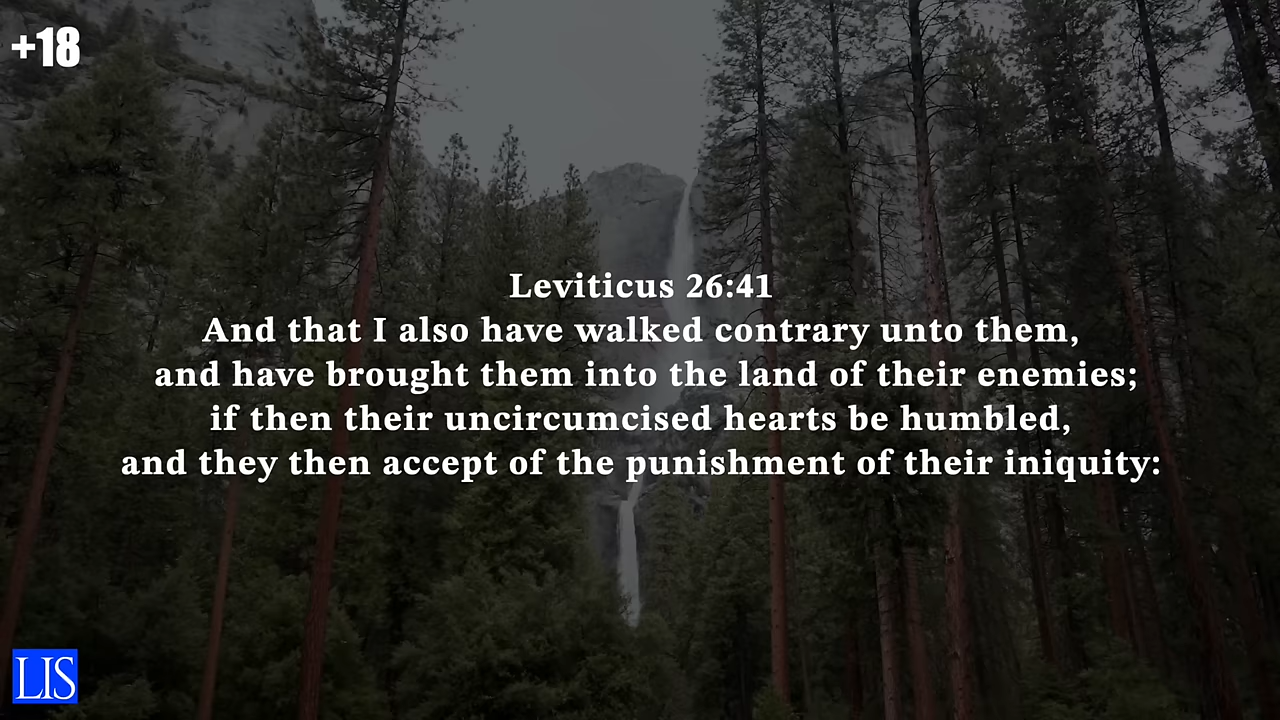 +18
Leviticus 26:41
And that I also have walked contrary unto them,
and have brought them into the land of their enemies;
if then their uncircumcised hearts be humbled,
and they then accept of the punishment of their iniquity:
LIS